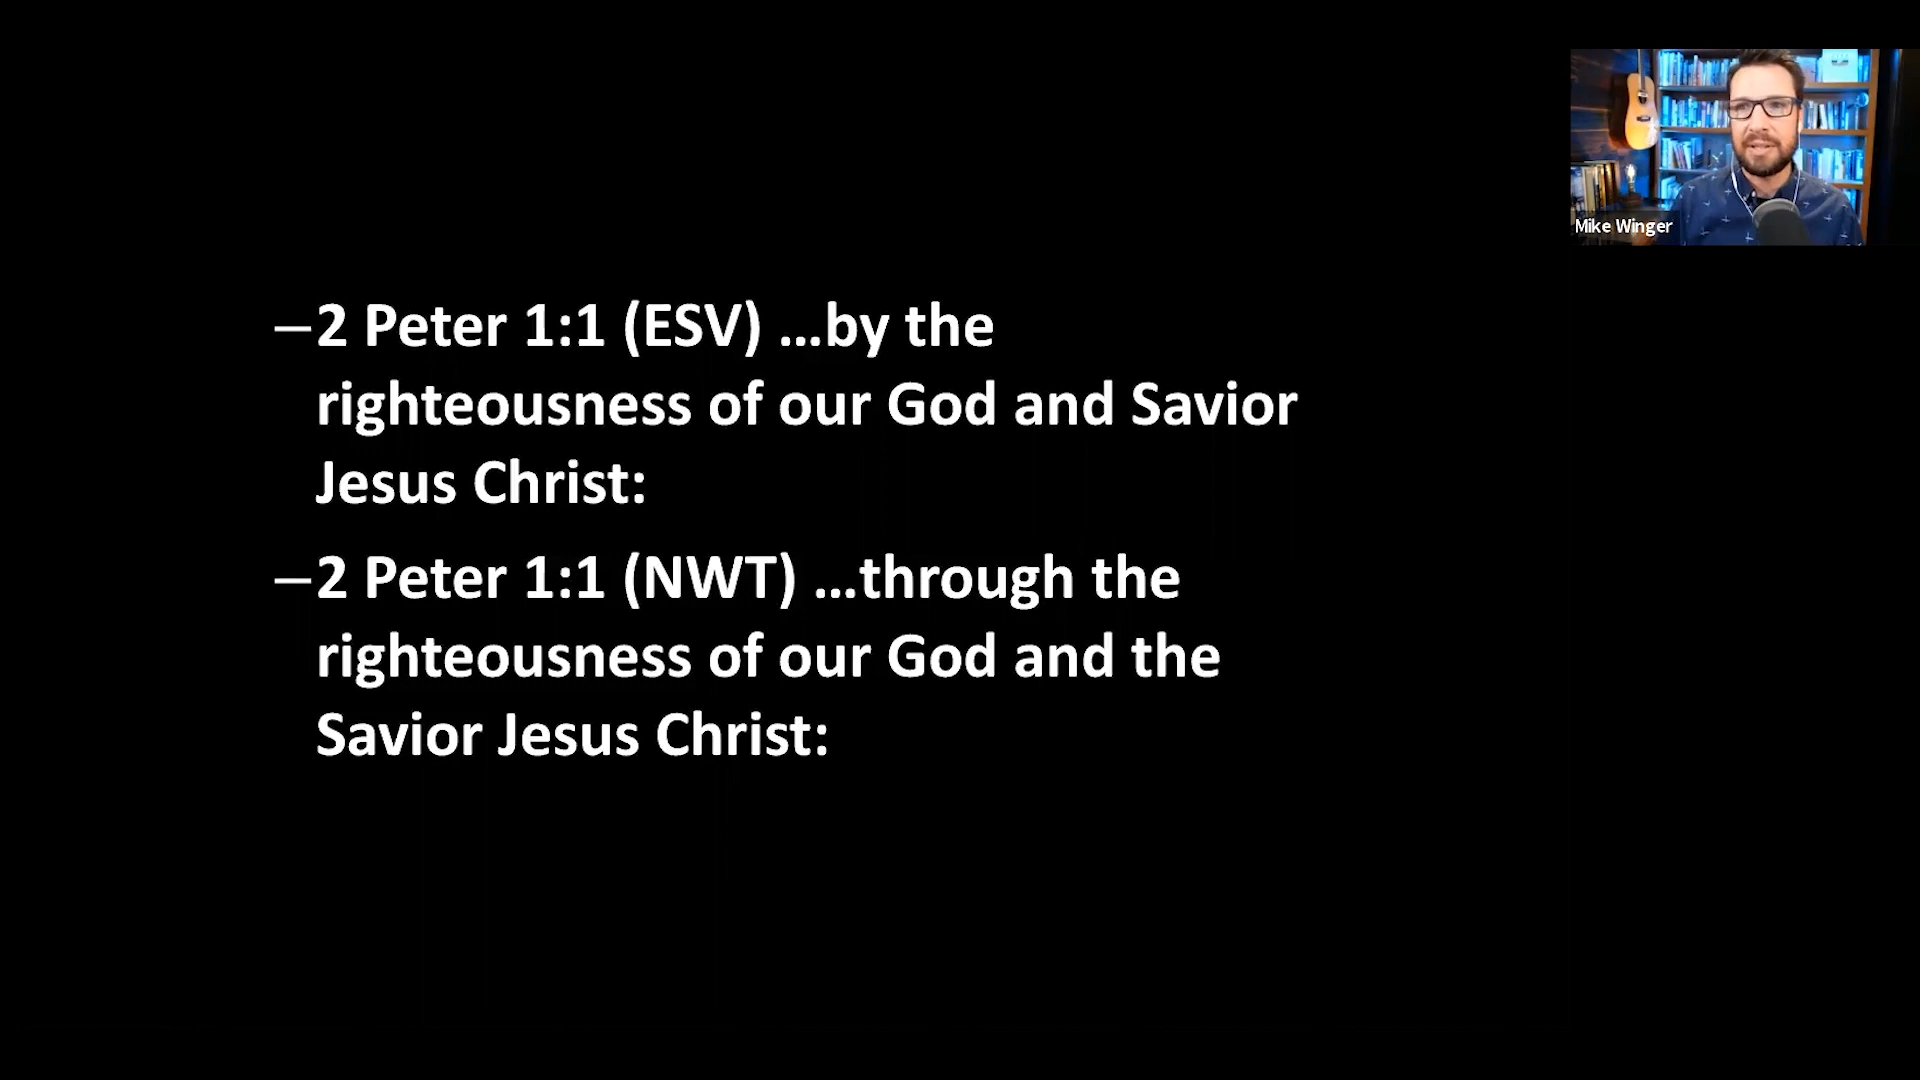 Mike Winger
–2 Peter 1:1 (ESV) ...by the
righteousness of our God and Savior
Jesus Christ:
–2 Peter 1:1 (NWT) ...through the
righteousness of our God and the
Savior Jesus Christ: